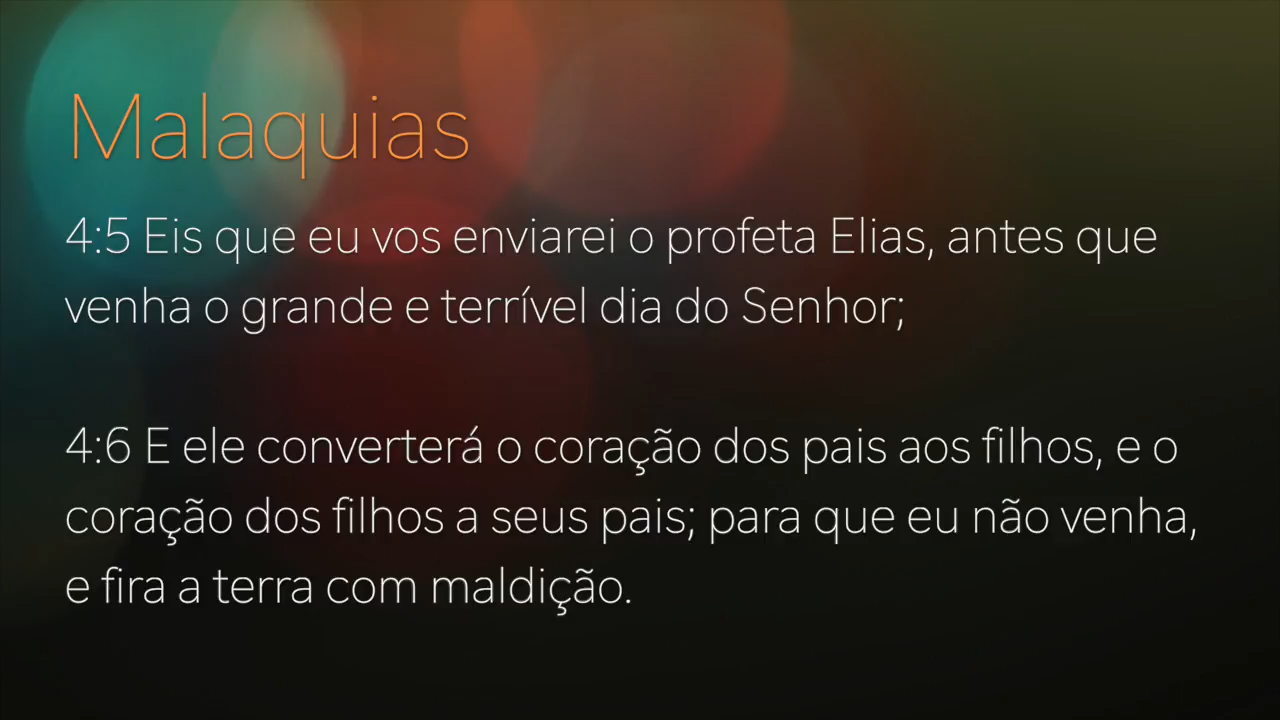 Malaquias
4:5 Eis que eu vos enviarei o profeta Elias, antes que
venha o grande e terrível dia do Senhor;
4:6 E ele converterá o coração dos pais aos filhos, e o
coração dos filhos a seus pais; para que eu não venha,
e fira a terra com maldição.